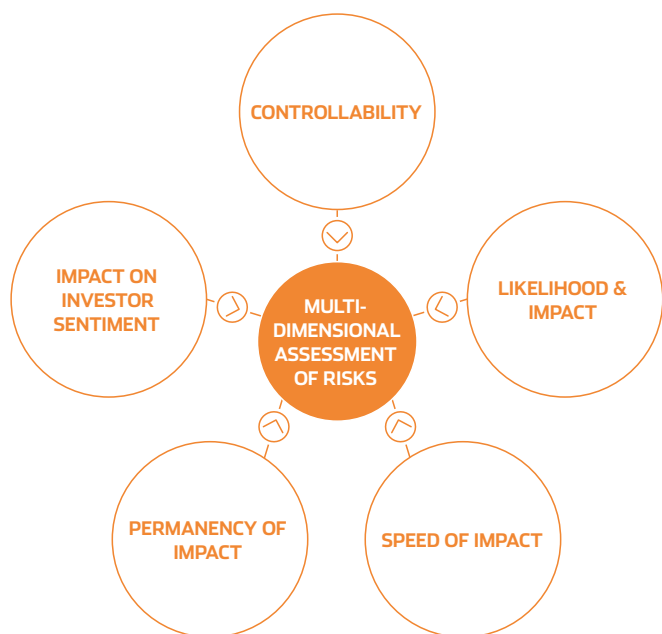 CONTROLLABILITY
IMPACT ON
INVESTOR
SENTIMENT
LIKELIHOOD &
IMPACT
MULTI-
DIMENSIONAL
ASSESSMENT
OF RISKS
PERMANENCY OF
IMPACT
SPEED OF IMPACT